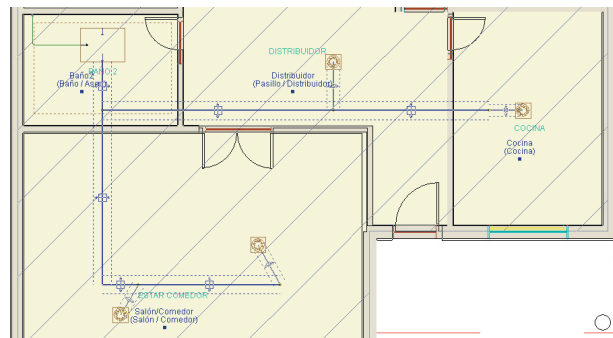 DISTRIBUIDOR
BAÑO 2
Baño2
(Baño / Aseo)
Distribuidor
(Pasillo / Distribuidor)
COCINA
Cocina
(Cocina)
ESTAR COMEDOR
Salón/Comedor
(Salón / Comedor)